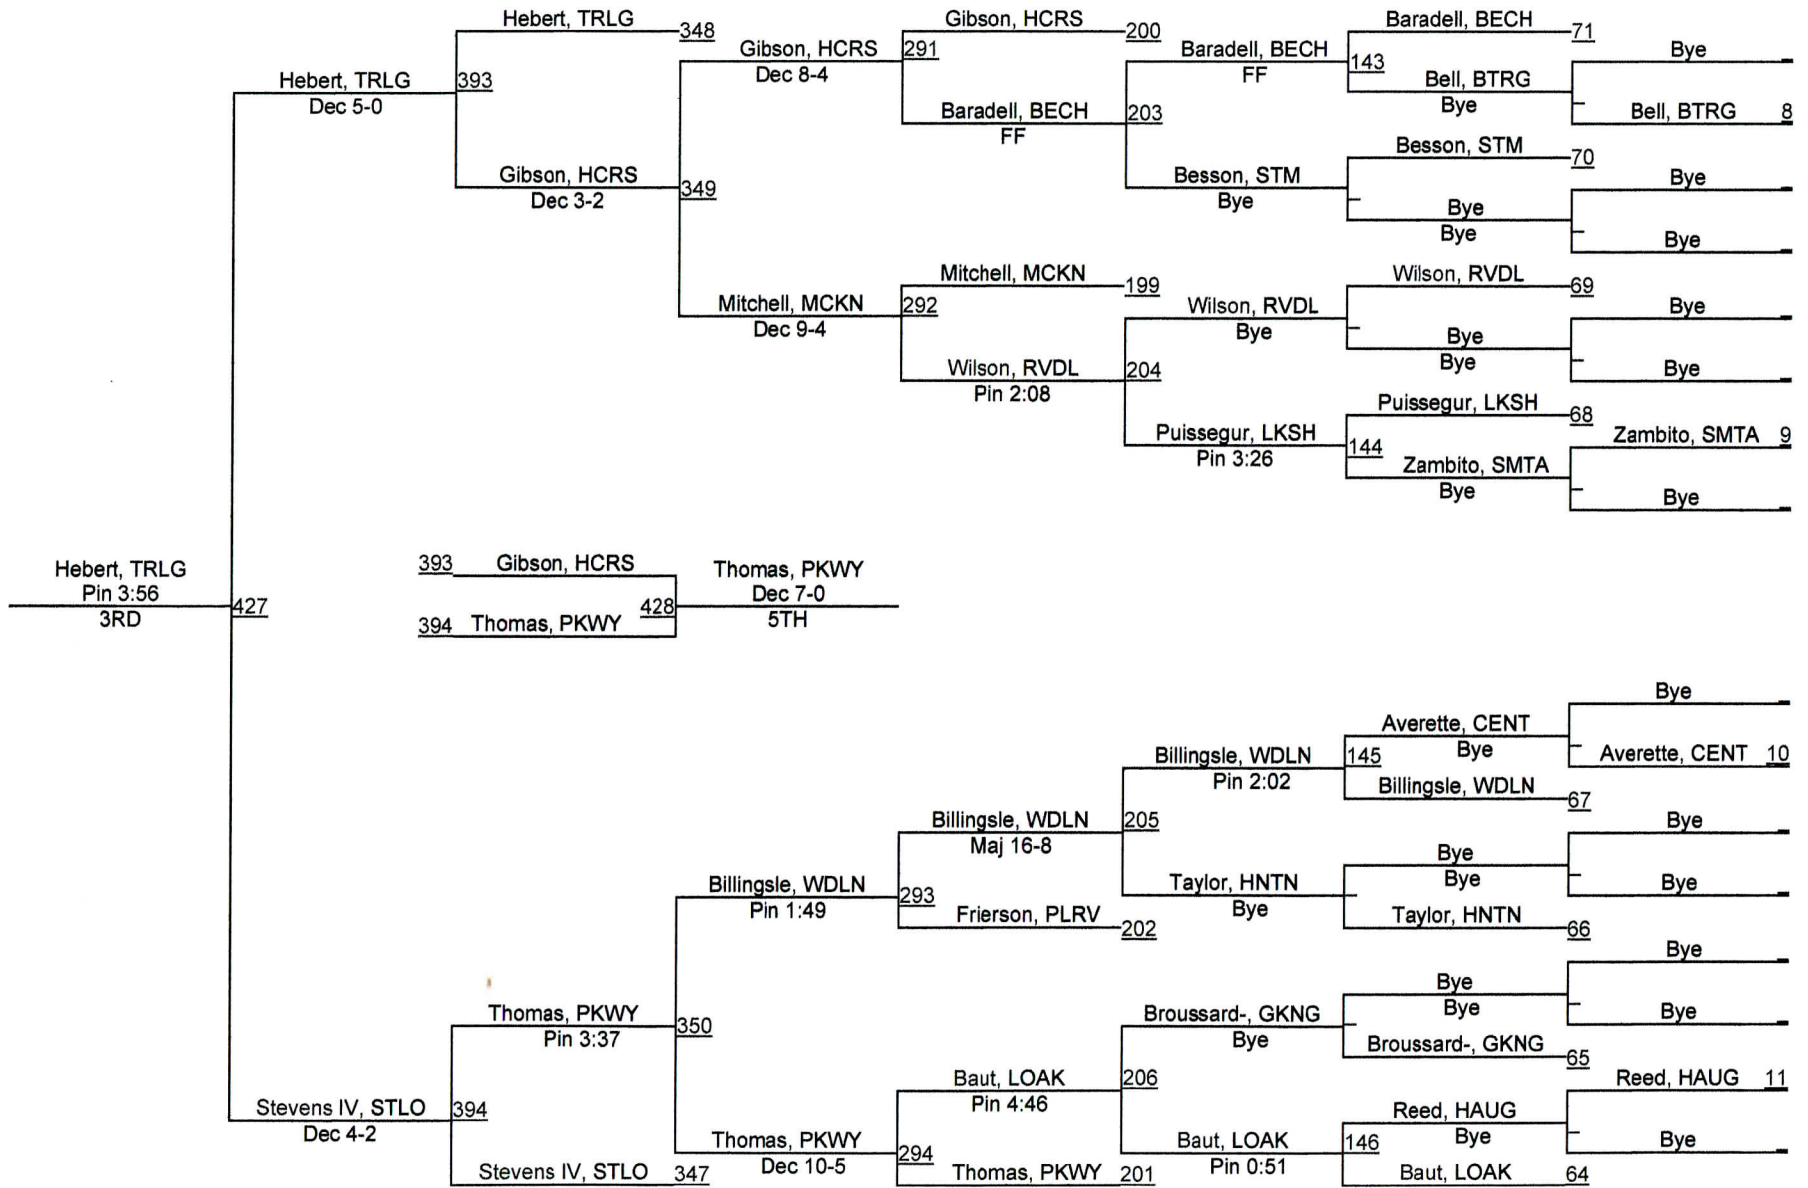 Hebert, TRLG
348
Gibson, HCRS
200
Baradell, BECH
71
Gibson, HCRS
291
Dec 8-4
Baradell, BECH
FF
143
Bye
Hebert, TRLG
393
Dec 5-0
Bell, BTRG
Bye
Baradell, BECH
203
FF
Bell, BTRG 8
Besson, STM
70
Gibson, HCRS
349
Dec 3-2
Besson, STM
Bye
Bye
Bye
Bye
Bye
Mitchell, MCKN
199
Wilson, RVDL
69
Mitchell, MCKN
292
Dec 9-4
Wilson, RVDL
Bye
Bye
Bye
Bye
Wilson, RVDL
204
Pin 2:08
Bye
Puissegur, LKSH
68
Puissegur, LKSH
144
Pin 3:26
Zambito, SMTA 9
Zambito, SMTA
Bye
Bye
Hebert, TRLG
Pin 3:56
427
3RD
393
Gibson, HCRS
Thomas, PKWY
428
Dec 7-0
5TH
394
Thomas, PKWY
Bye
Averette, CENT
Bye
Billingsle, WDLN
145
Pin 2:02
Averette, CENT 10
Billingsle, WDLN
67
Billingsle, WDLN
205
Maj 16-8
Bye
Bye
Bye
Billingsle, WDLN
293
Pin 1:49
Taylor, HNTN
Bye
Bye
Frierson, PLRV
202
Taylor, HNTN
66
Bye
Bye
Bye
Thomas, PKWY
350
Pin 3:37
Broussard-, GKNG
Bye
Bye
Broussard-, GKNG
65
Baut, LOAK
206
Pin 4:46
Reed, HAUG 11
Stevens IV, STLO
394
Dec 4-2
Reed, HAUG
Bye
Thomas, PKWY
294
Dec 10-5
Baut, LOAK
146
Pin 0:51
Bye
Stevens IV, STLO
347
Thomas, PKWY
201
Baut, LOAK
64